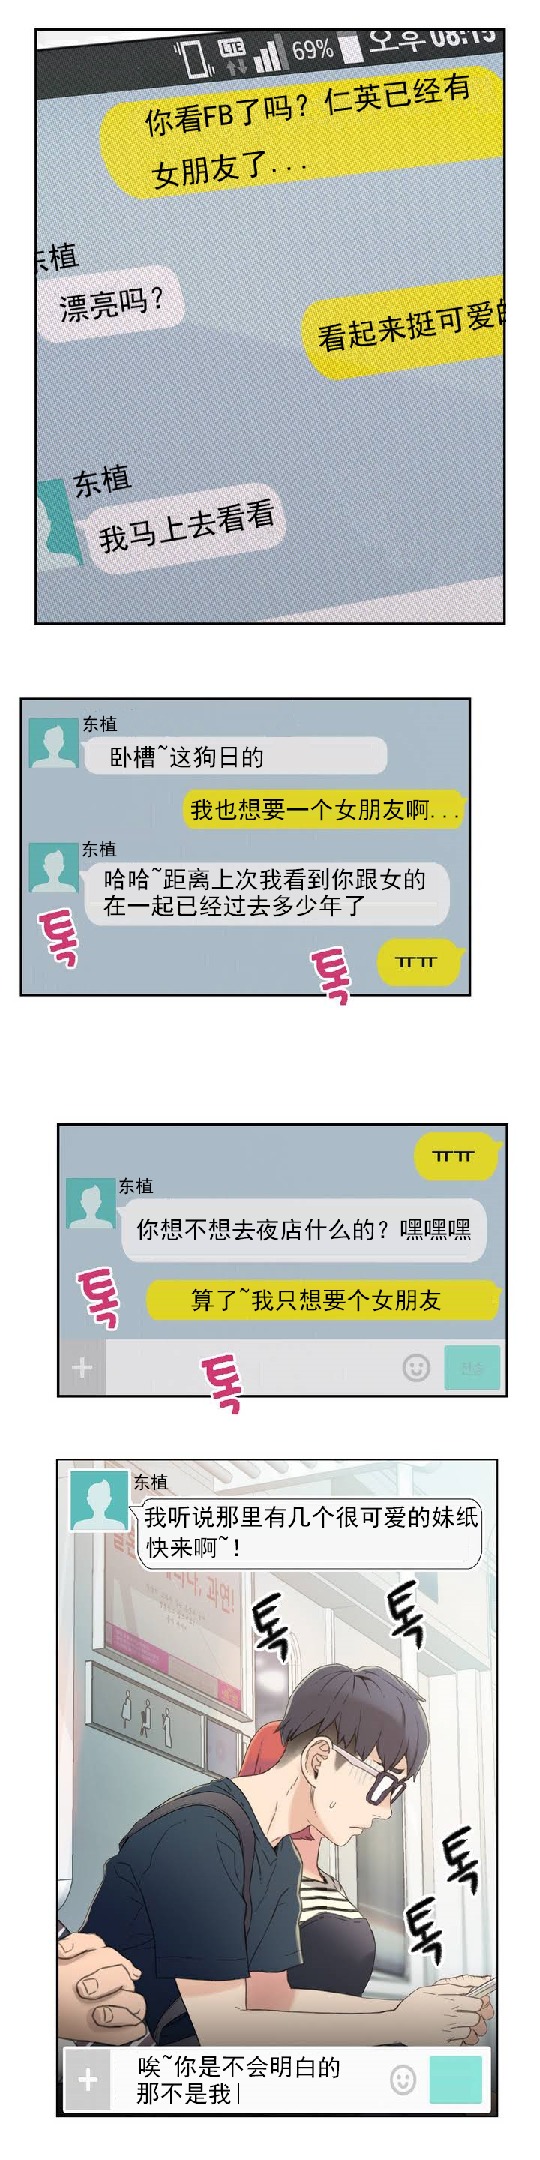 LTE 69% 오후 08:15
你看FB了吗？仁英已经有
女朋友了...
东植
漂亮吗？
看起来挺可爱的
东植
我马上去看看
东植
卧槽~这狗日的
我也想要一个女朋友啊...
东植
哈哈~距离上次我看到你跟女的
在一起已经过去多少年了
톡
톡
ㅠㅠ
ㅠㅠ
东植
你想不想去夜店什么的？嘿嘿嘿
톡
算了~我只想要个女朋友
+
전송
톡
东植
我听说那里有几个很可爱的妹纸
快来啊~！
과연!
톡
톡
톡
톡
+
唉~你是不会明白的
那不是我|